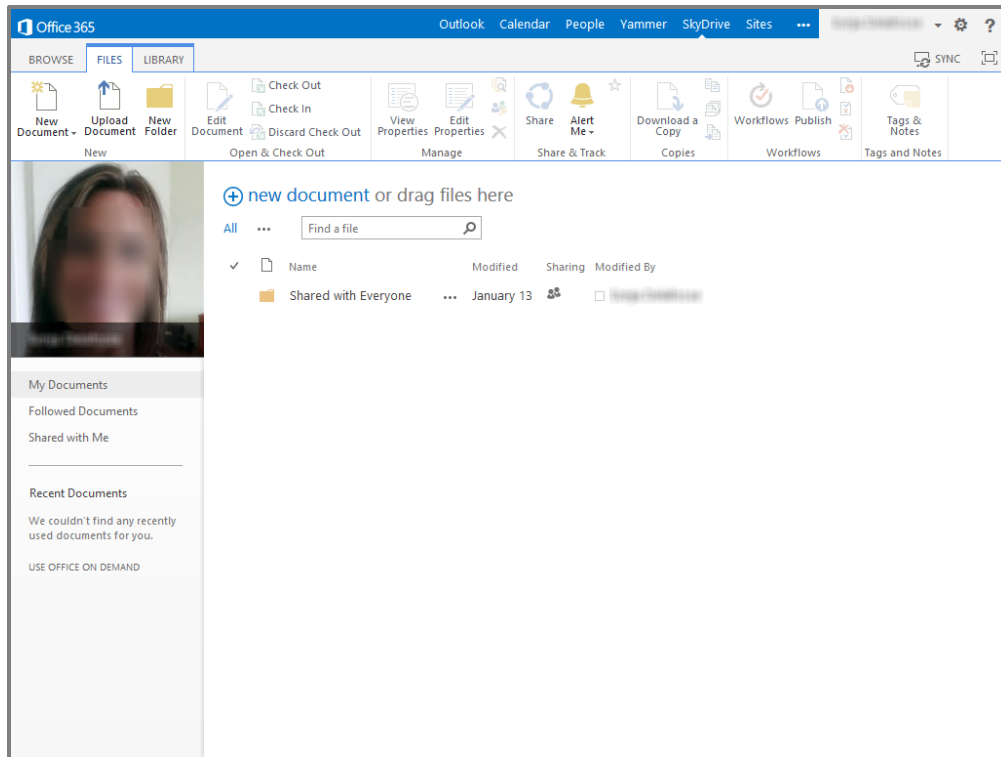 Office 365
Outlook Calendar People Yammer SkyDrive Sites ••• ?
BROWSE FILES LIBRARY SYNC
New Document Upload Document New Folder
New
Edit Document Check Out
Check In
Discard Check Out
Open & Check Out
View Properties Edit Properties
Manage
Share Alert Me
Share & Track
Download a Copy
Copies
Workflows Publish
Workflows
Tags & Notes
Tags and Notes
new document or drag files here
All ••• Find a file
Name Modified Sharing Modified By
Shared with Everyone ••• January 13
My Documents
Followed Documents
Shared with Me
Recent Documents
We couldn't find any recently
used documents for you.
USE OFFICE ON DEMAND